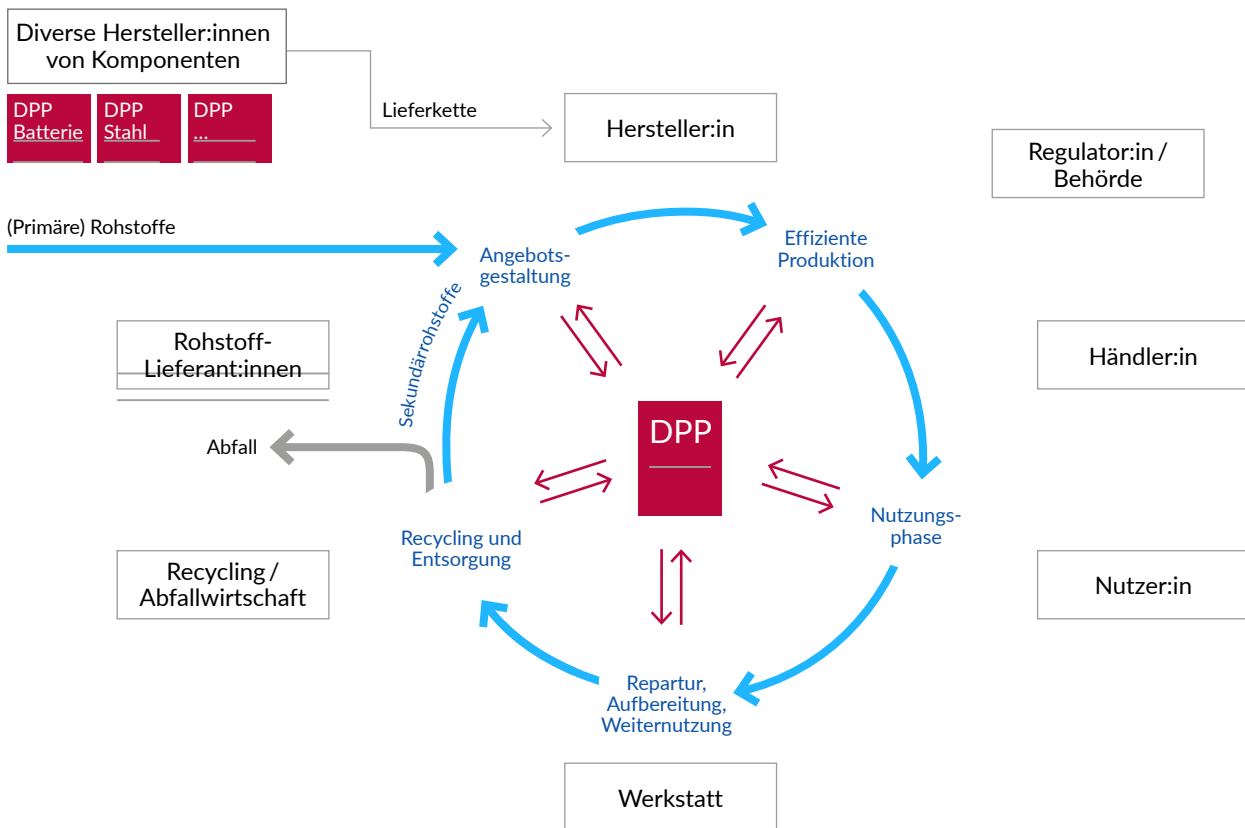 Diverse Hersteller:innen
von Komponenten
DPP
Batterie
DPP
Stahl
DPP
...
Lieferkette
Hersteller:in
Regulator:in /
Behörde
(Primäre) Rohstoffe
Angebots-
gestaltung
Effiziente
Produktion
Sekundärrohstoffe
Rohstoff-
Lieferant:innen
Händler:in
Abfall
DPP
Recycling und
Entsorgung
Nutzungs-
phase
Recycling /
Abfallwirtschaft
Nutzer:in
Repartur,
Aufbereitung,
Weiternutzung
Werkstatt